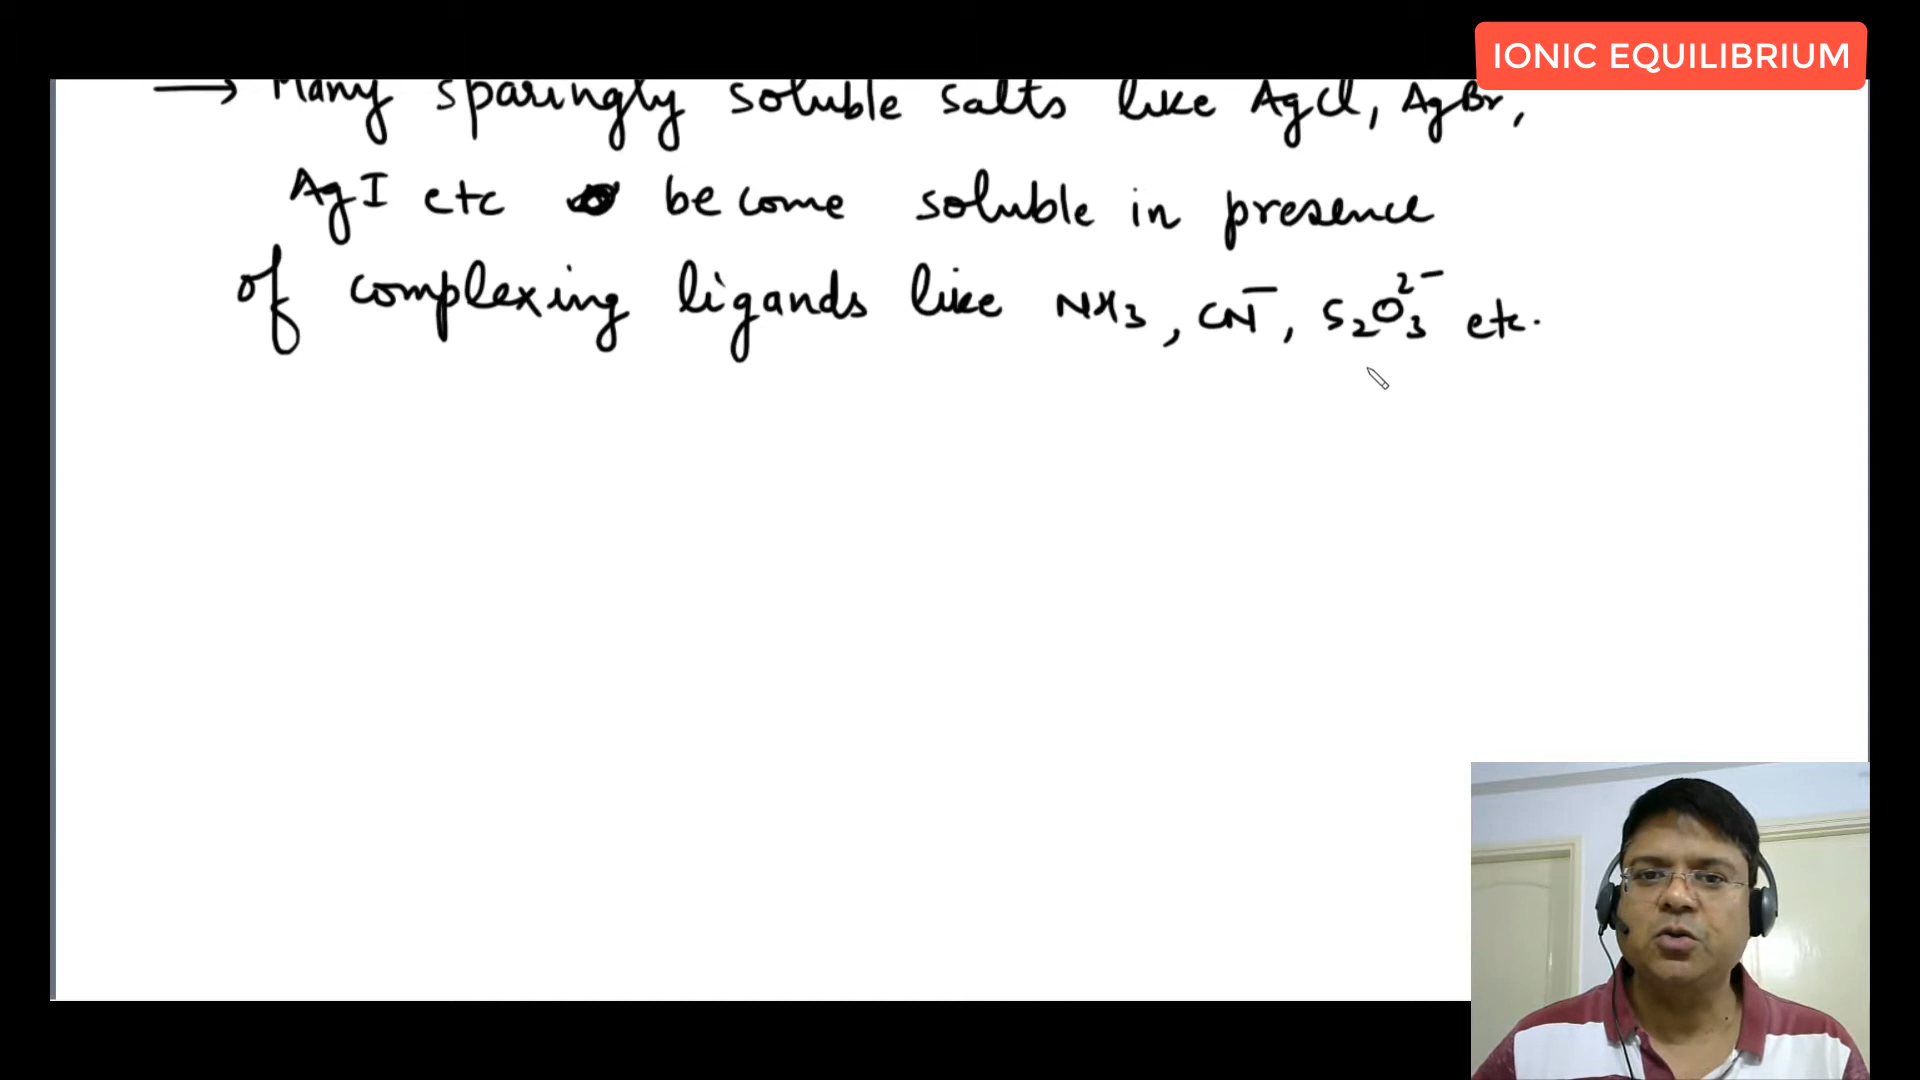 IONIC EQUILIBRIUM
→ Many sparingly soluble salts like AgCl, AgBr,
AgI etc become soluble in presence
of complexing ligands like NH₃, CN⁻, S₂O₃²⁻ etc.